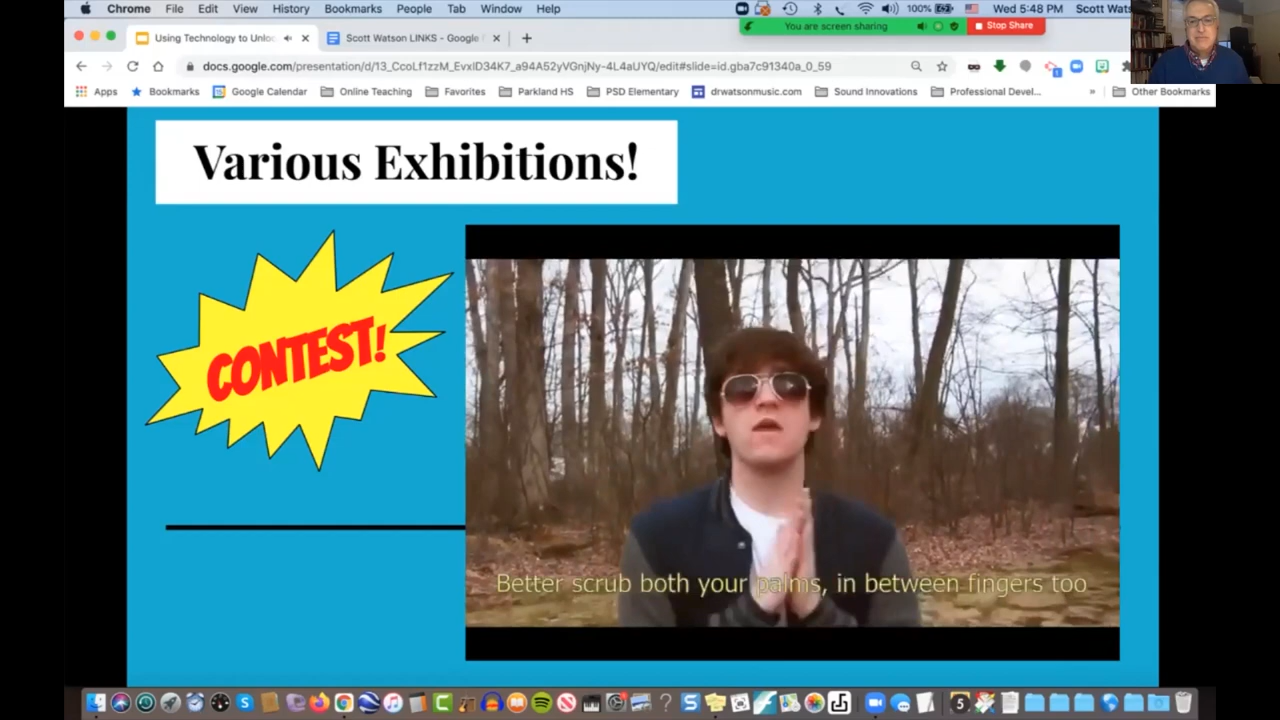 Chrome File Edit View History Bookmarks People Tab Window Help 100% Wed 5:48 PM Scott Wats
You are screen sharing Stop Share
Using Technology to Unloc Scott Watson LINKS - Google
docs.google.com/presentation/d/13_CcoLf1zzM_EvxID34K7_a94A52yVGnjNy-4L4aUYQ/edit#slide=id.gba7c91340a_0_59
Apps Bookmarks Google Calendar Online Teaching Favorites Parkland HS PSD Elementary drwatsonmusic.com Sound Innovations Professional Devel... » Other Bookmarks
Various Exhibitions!
CONTEST!
Better scrub both your palms, in between fingers too